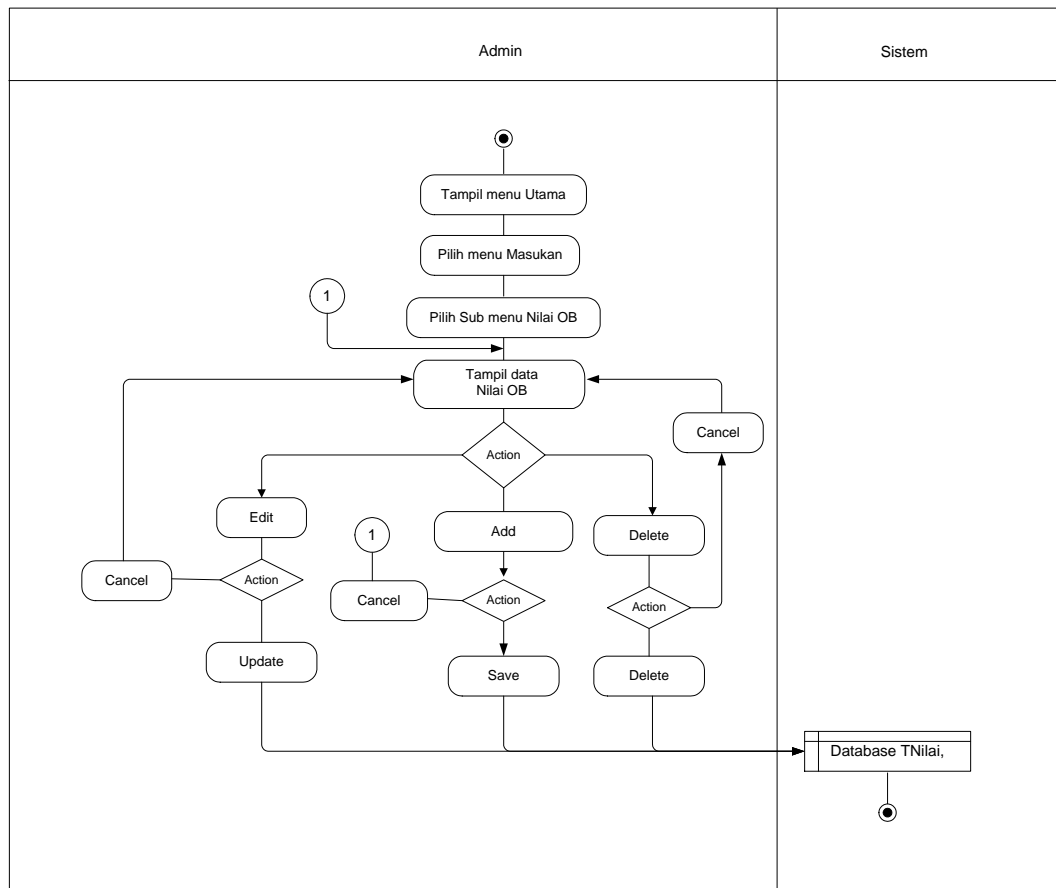 Admin
Sistem
Tampil menu Utama
Pilih menu Masukan
1
Pilih Sub menu Nilai OB
Tampil data
Nilai OB
Cancel
Action
Edit
Add
Delete
1
Cancel
Action
Cancel
Action
Action
Update
Save
Delete
Database TNilai,